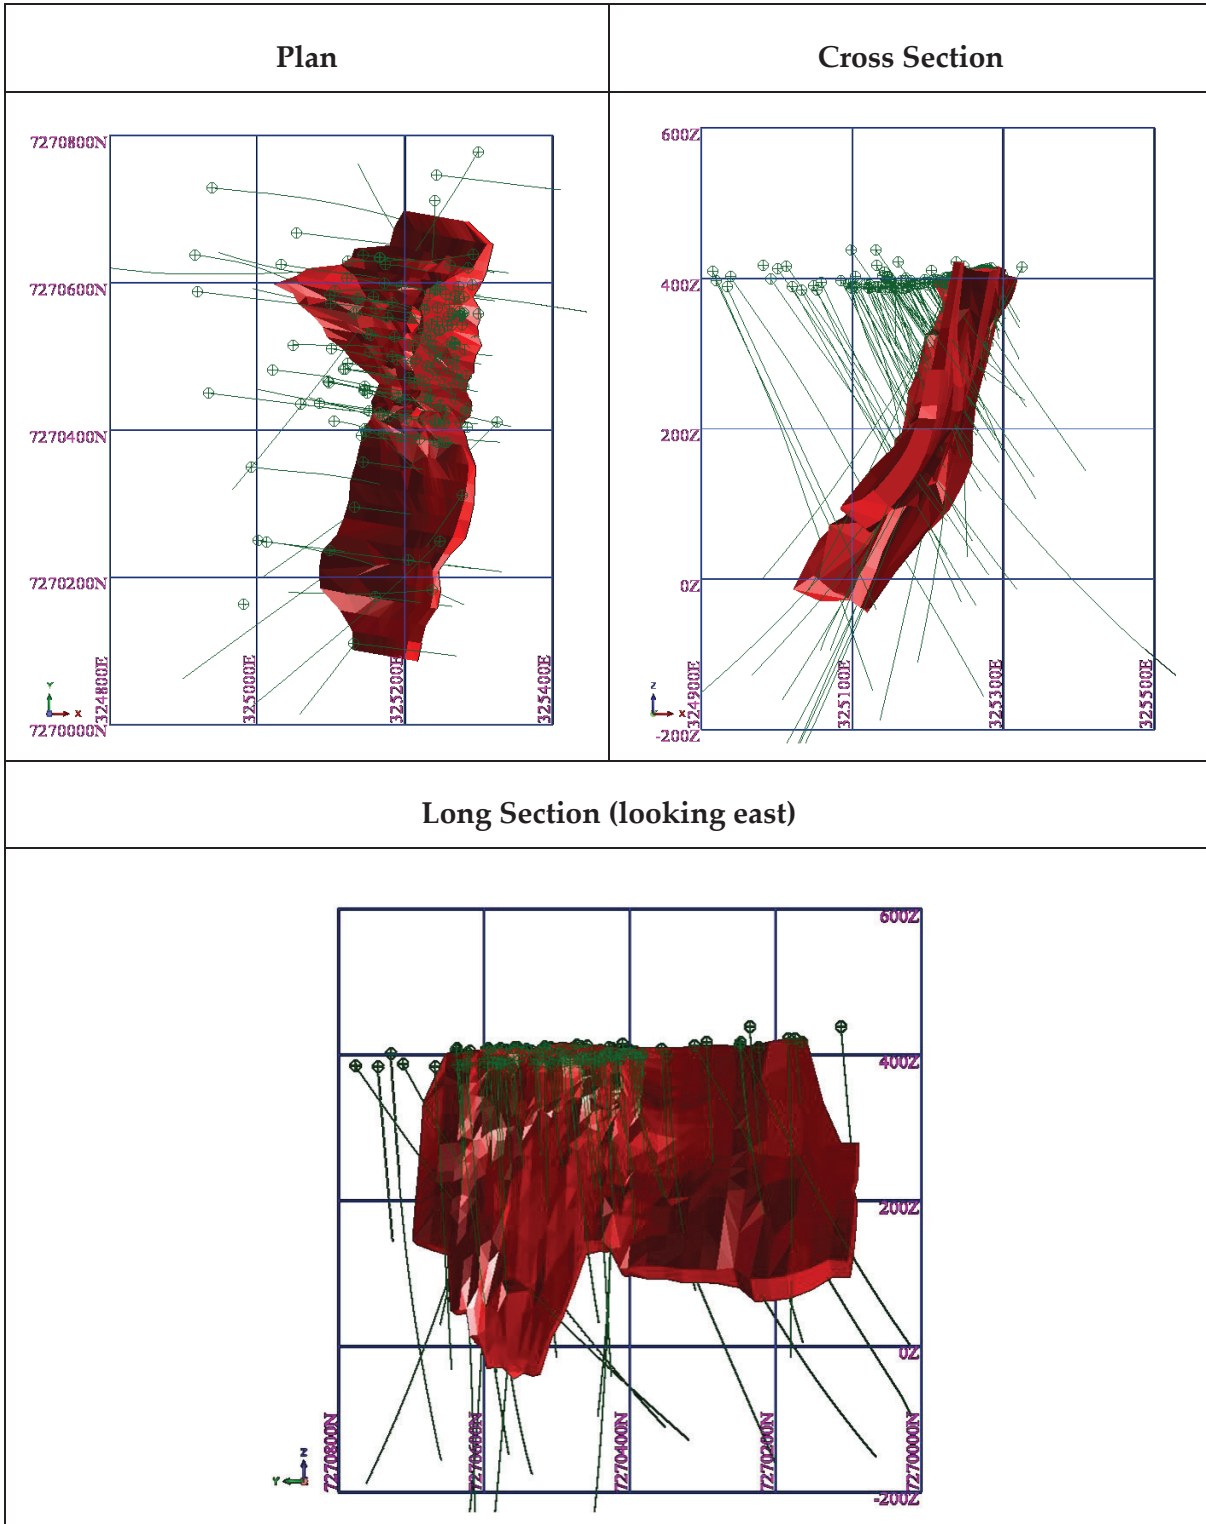 Plan
Cross Section
7270800N
7270600N
7270400N
7270200N
7270000N
324800E
325000E
325200E
325400E
Y
X
600Z
400Z
200Z
0Z
-200Z
324900E
325100E
325300E
325500E
Z
X
Long Section (looking east)
600Z
400Z
200Z
0Z
-200Z
7270800N
7270600N
7270400N
7270200N
7270000N
Z
Y